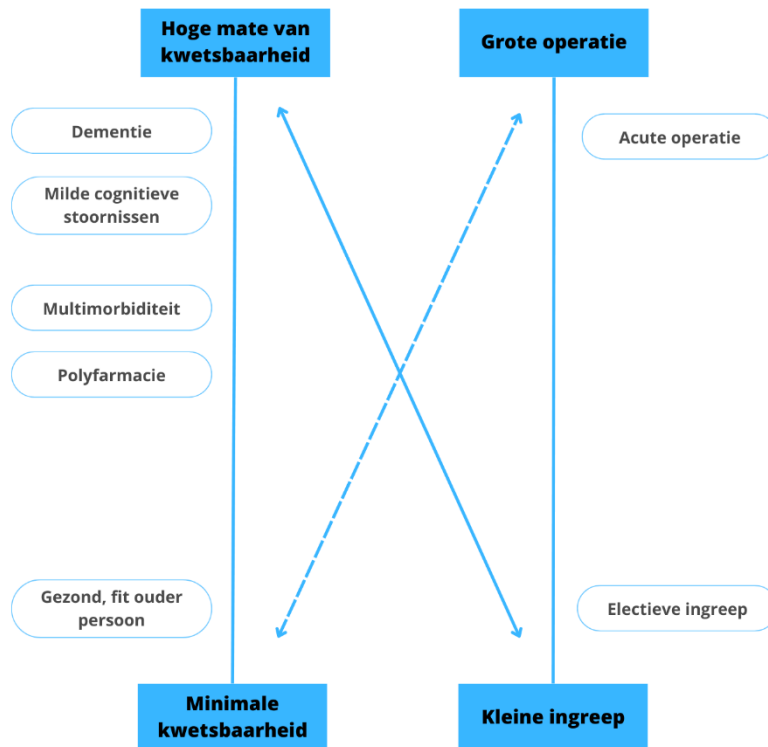 Hoge mate van
kwetsbaarheid
Grote operatie
Dementie
Acute operatie
Milde cognitieve
stoornissen
Multimorbiditeit
Polyfarmacie
Gezond, fit ouder
persoon
Electieve ingreep
Minimale
kwetsbaarheid
Kleine ingreep